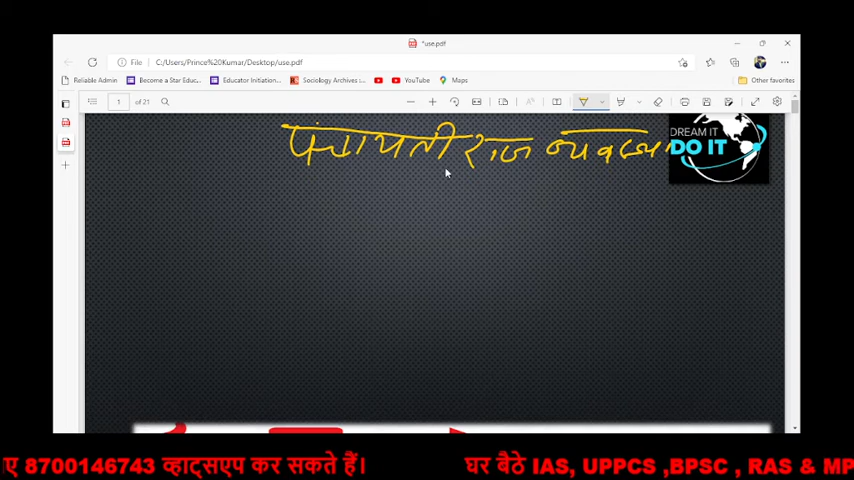 *use.pdf
File C:/Users/Prince%20Kumar/Desktop/use.pdf
Reliable Admin Become a Star Educ... Educator Initiation... Sociology Archives :... YouTube Maps Other favorites
1 of 21
पंचायती राज व्यवस्था
DREAM IT
DO IT
ए 8700146743 व्हाट्सएप कर सकते हैं। घर बैठे IAS, UPPCS ,BPSC , RAS & MP